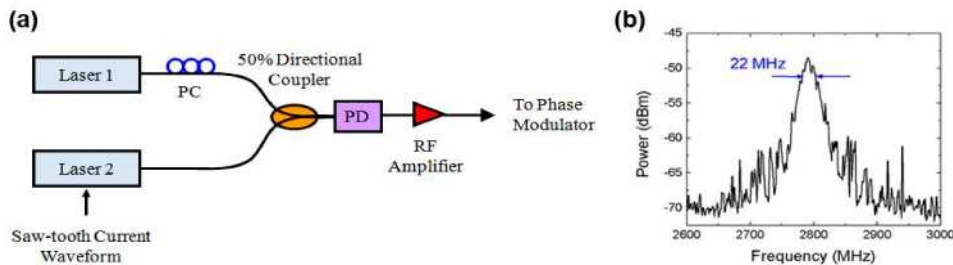 (a)
Laser 1
PC
50% Directional
Coupler
PD
RF
Amplifier
To Phase
Modulator
Laser 2
Saw-tooth Current
Waveform
(b)
22 MHz
Power (dBm)
-45
-50
-55
-60
-65
-70
2600
2700
2800
2900
3000
Frequency (MHz)